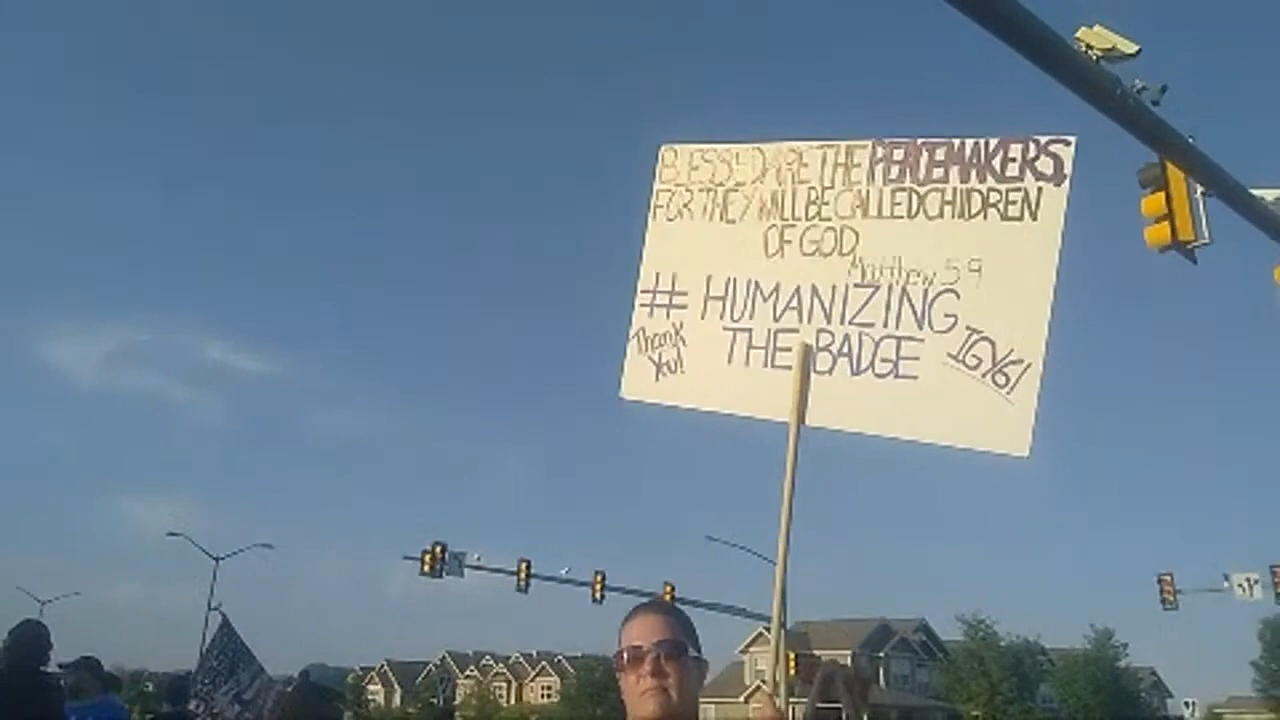 BLESSED ARE THE PEACEMAKERS,
FOR THEY WILL BE CALLED CHIDREN
OF GOD
Matthew 5 9
# HUMANIZING
THE BADGE
Thank
You!
IGY6!